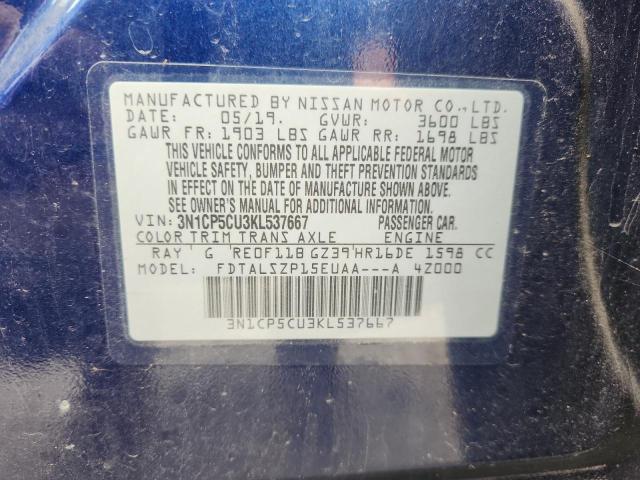 MANUFACTURED BY NISSAN MOTOR CO.,LTD.
DATE: 05/19. GVWR: 3600 LBS
GAWR FR: 1903 LBS GAWR RR: 1698 LBS
THIS VEHICLE CONFORMS TO ALL APPLICABLE FEDERAL MOTOR
VEHICLE SAFETY, BUMPER AND THEFT PREVENTION STANDARDS
IN EFFECT ON THE DATE OF MANUFACTURE SHOWN ABOVE.
SEE OWNER'S MANUAL FOR ADDITIONAL INFORMATION.
VIN: 3N1CP5CU3KL537667 PASSENGER CAR.
COLOR TRIM TRANS AXLE ENGINE
RAY G RE0F11B GZ39 HR16DE 1598 CC
FDTALSZP15EUAA---A 4Z000
3N1CP5CU3KL537667